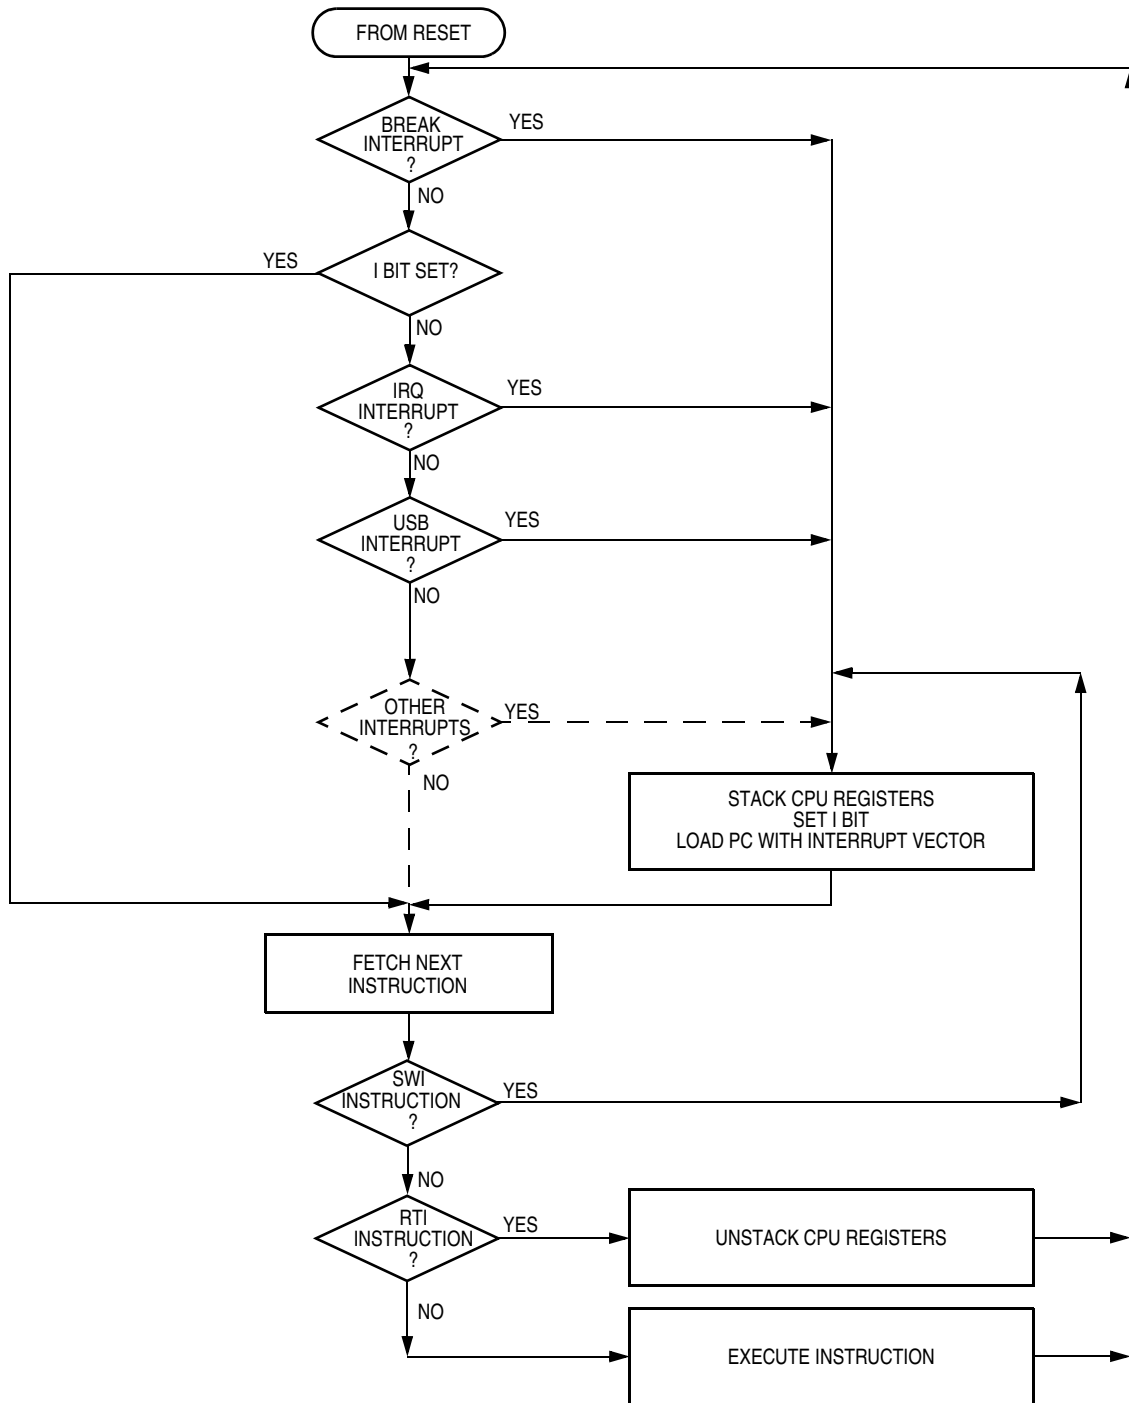 FROM RESET
BREAK
INTERRUPT
?
YES
NO
I BIT SET?
YES
NO
IRQ
INTERRUPT
?
YES
NO
USB
INTERRUPT
?
YES
NO
OTHER
INTERRUPTS
?
YES
NO
STACK CPU REGISTERS
SET I BIT
LOAD PC WITH INTERRUPT VECTOR
FETCH NEXT
INSTRUCTION
SWI
INSTRUCTION
?
YES
NO
RTI
INSTRUCTION
?
YES
UNSTACK CPU REGISTERS
NO
EXECUTE INSTRUCTION